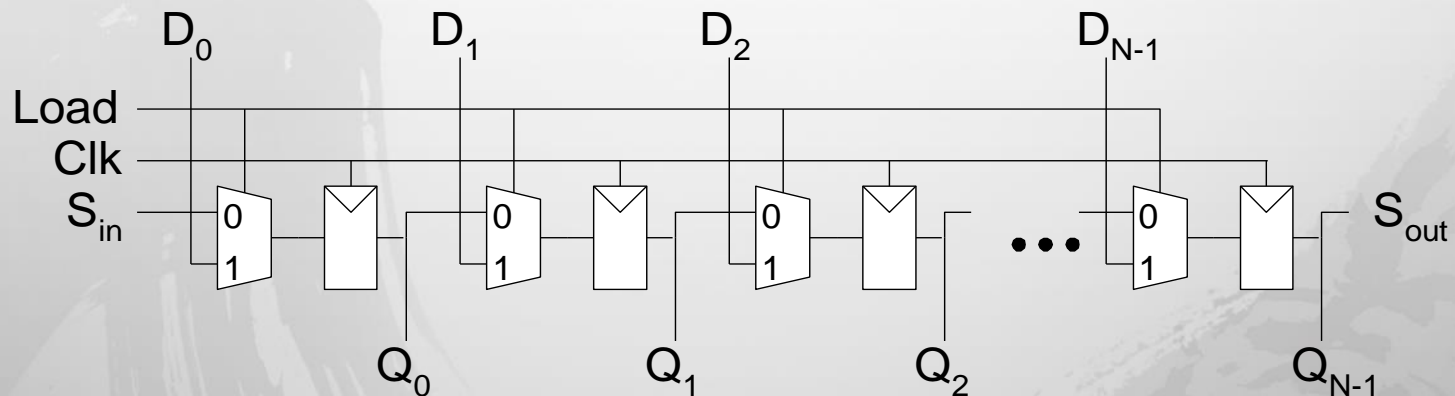 D0 D1 D2 DN-1
Load
Clk
Sin 0 0 0 0 Sout
1 1 1 1
Q0 Q1 Q2 QN-1